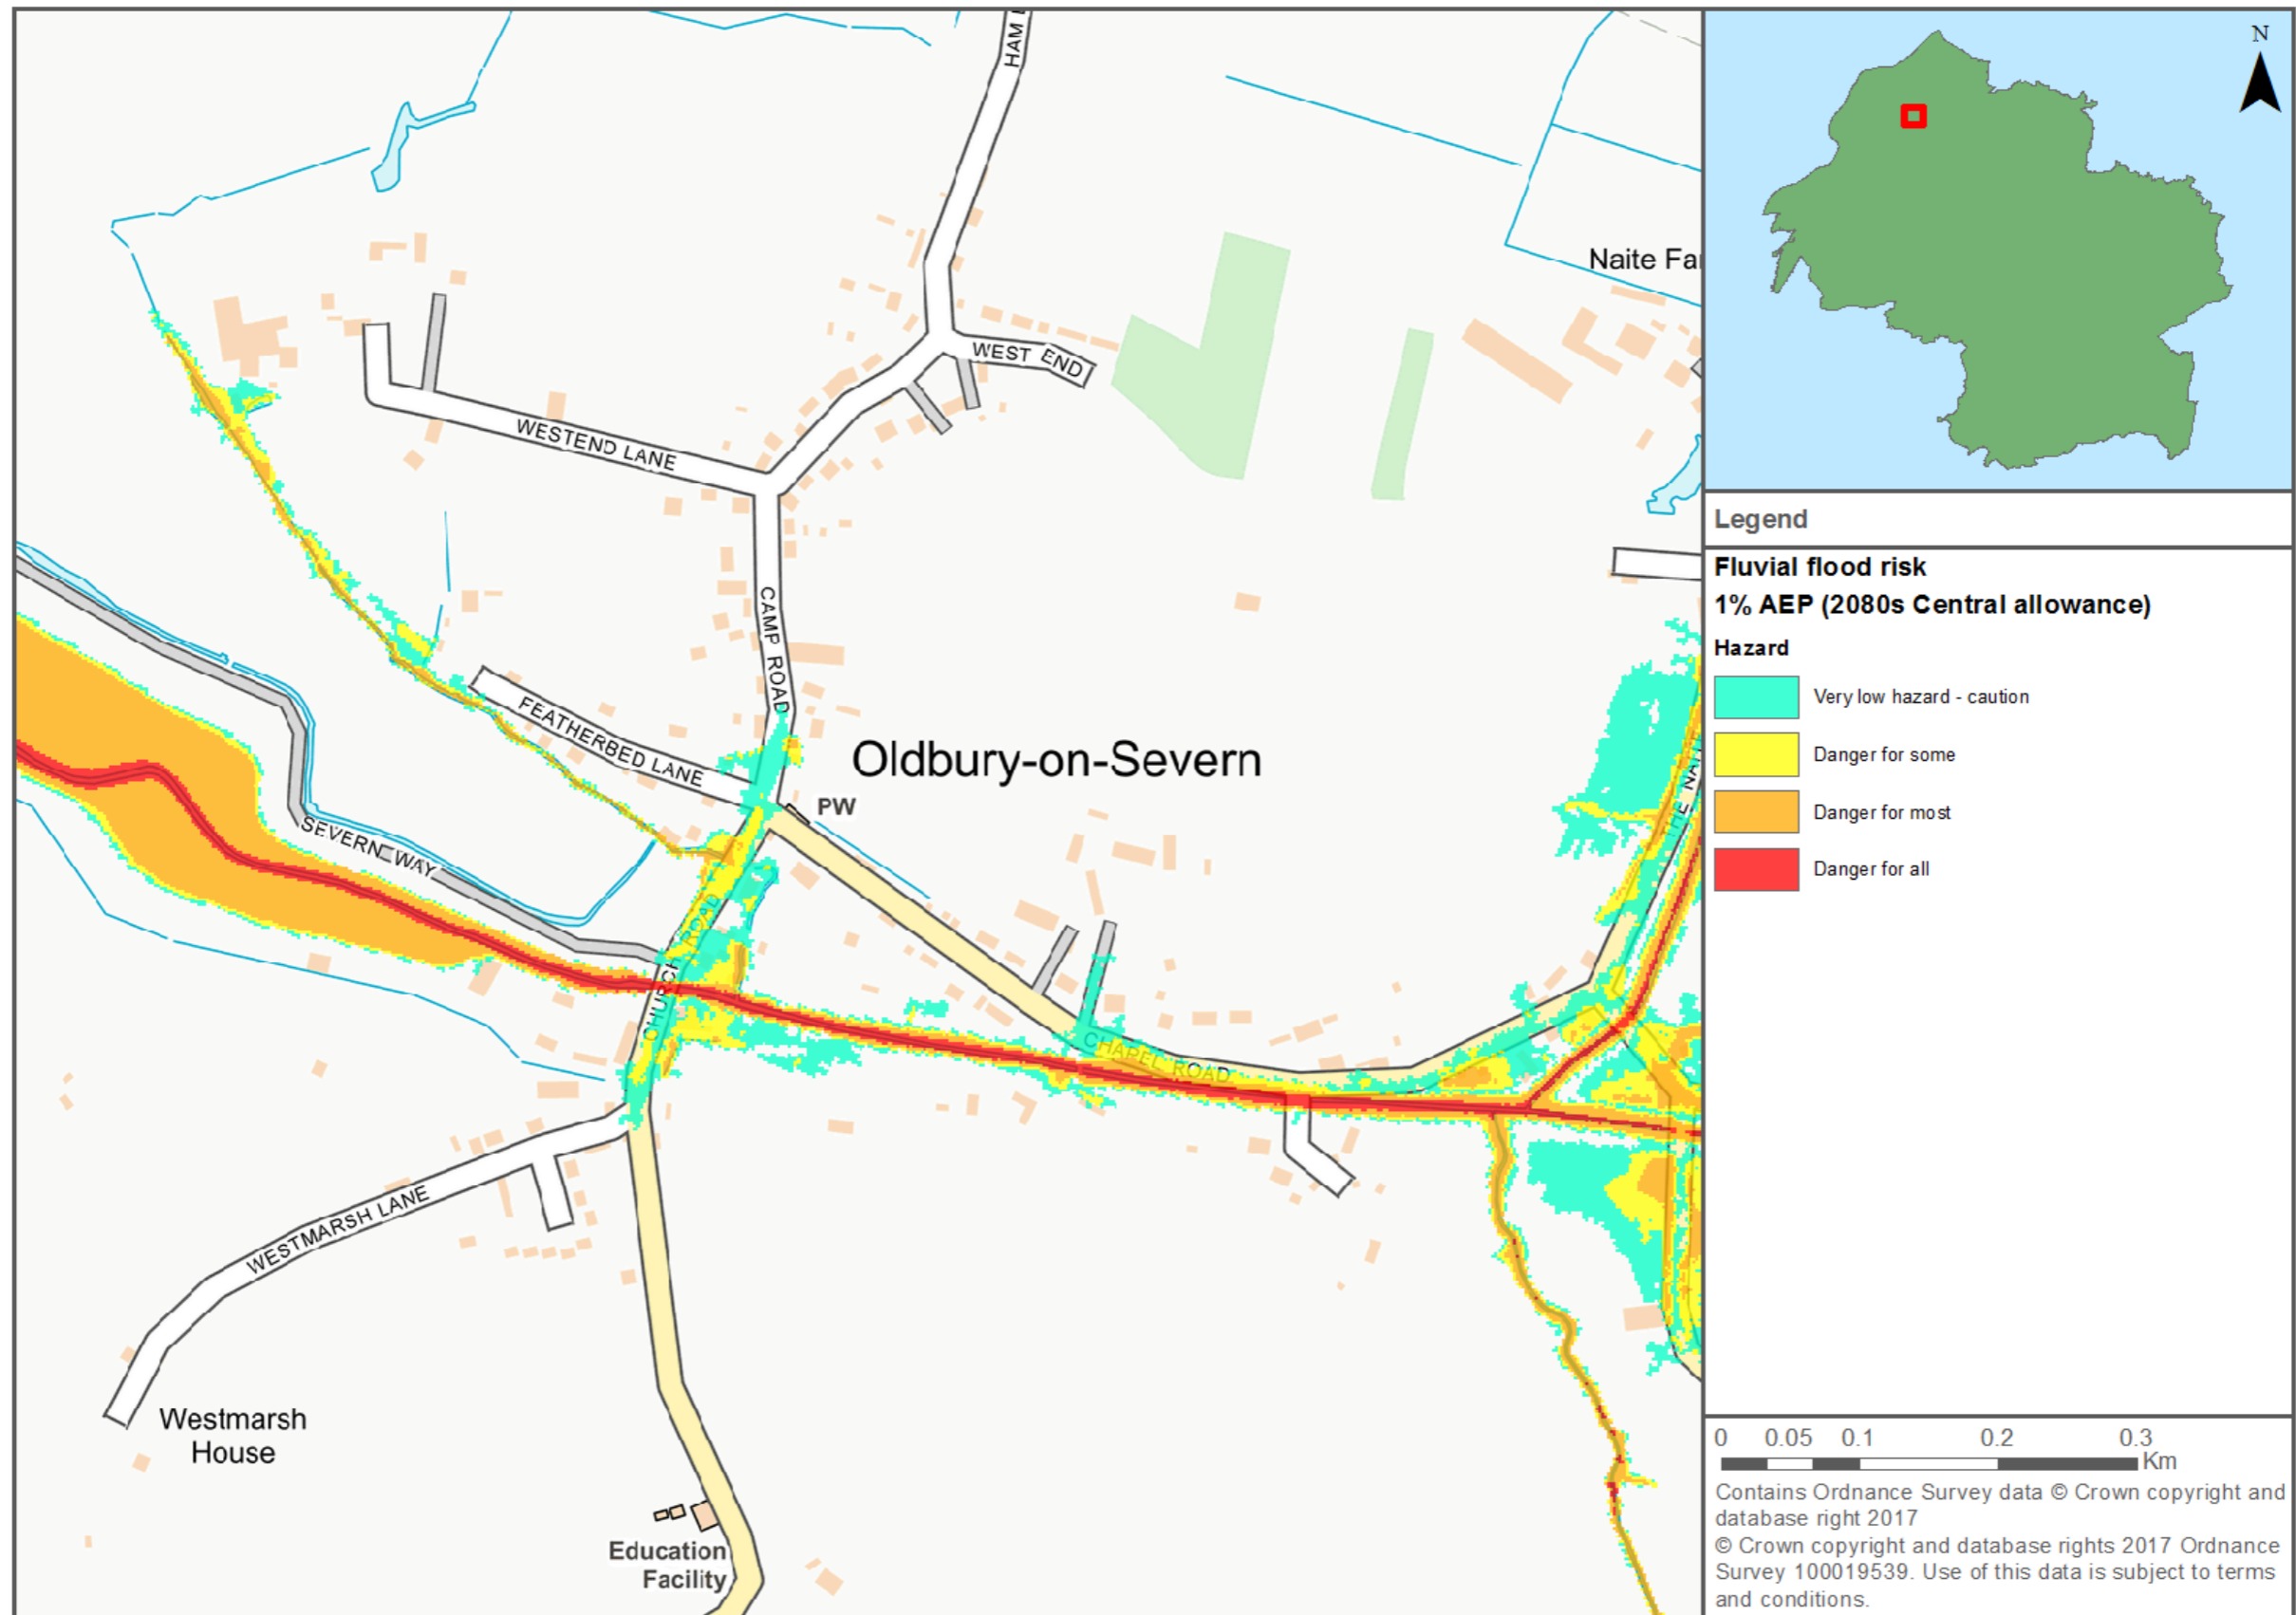 HAM
Naite Fa
WEST END
WESTEND LANE
CAMP ROAD
FEATHERBED LANE
Oldbury-on-Severn
PW
THE NAI
SEVERN WAY
CHURCH ROAD
CHAPEL ROAD
WESTMARSH LANE
Westmarsh
House
Education
Facility
N
Legend
Fluvial flood risk
1% AEP (2080s Central allowance)
Hazard
Very low hazard - caution
Danger for some
Danger for most
Danger for all
0 0.05 0.1 0.2 0.3
Km
Contains Ordnance Survey data © Crown copyright and
database right 2017
© Crown copyright and database rights 2017 Ordnance
Survey 100019539. Use of this data is subject to terms
and conditions.